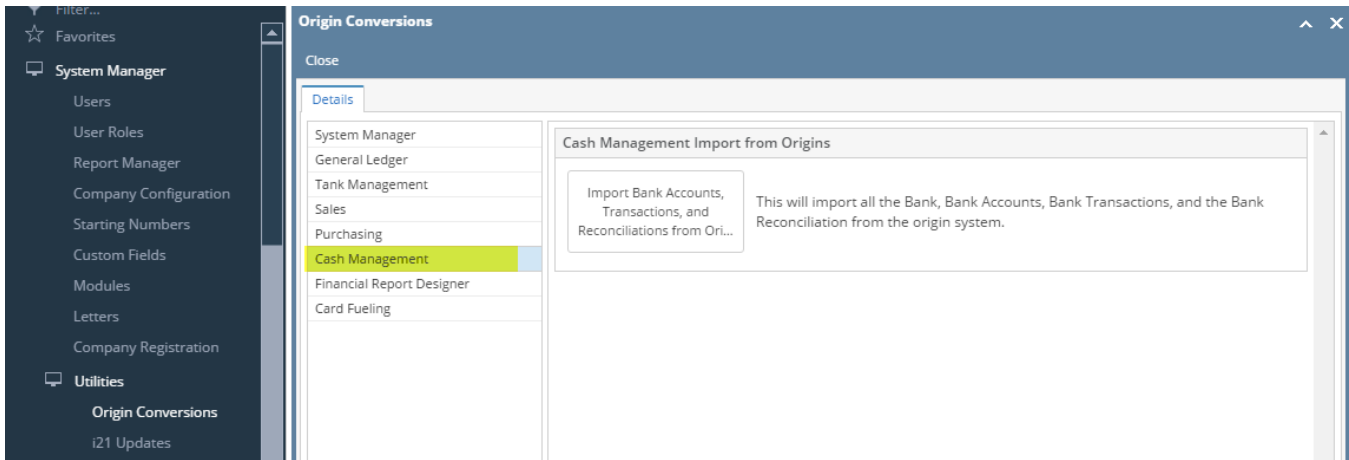 Filter...
Favorites
System Manager
Users
User Roles
Report Manager
Company Configuration
Starting Numbers
Custom Fields
Modules
Letters
Company Registration
Utilities
Origin Conversions
i21 Updates
Origin Conversions
Close
Details
System Manager
General Ledger
Tank Management
Sales
Purchasing
Cash Management
Financial Report Designer
Card Fueling
Cash Management Import from Origins
Import Bank Accounts,
Transactions, and
Reconciliations from Ori...
This will import all the Bank, Bank Accounts, Bank Transactions, and the Bank
Reconciliation from the origin system.